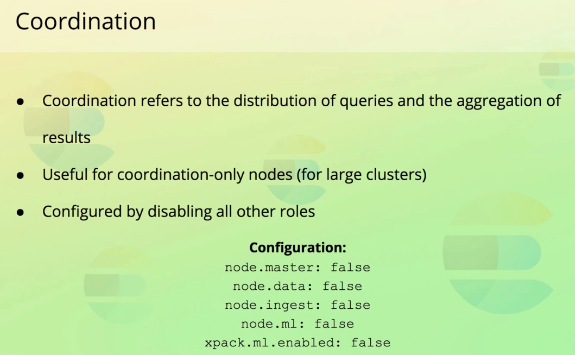 Coordination
● Coordination refers to the distribution of queries and the aggregation of
results
● Useful for coordination-only nodes (for large clusters)
● Configured by disabling all other roles
Configuration:
node.master: false
node.data: false
node.ingest: false
node.ml: false
xpack.ml.enabled: false